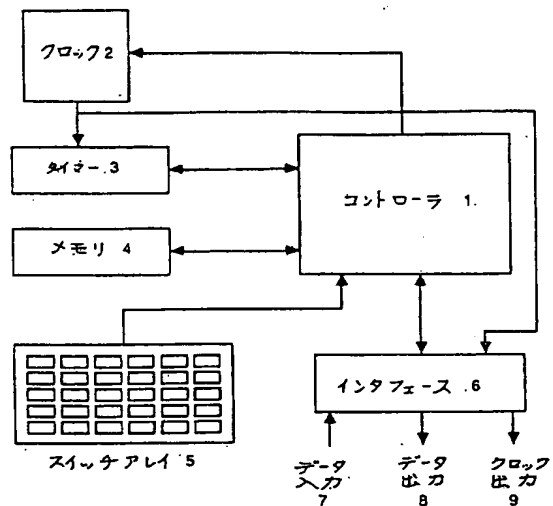 クロック 2
タイマー .3
コントローラ 1.
メモリ 4
インタフェース .6
スイッチアレイ 5
データ
入力
7
データ
出力
8
クロック
出力
9